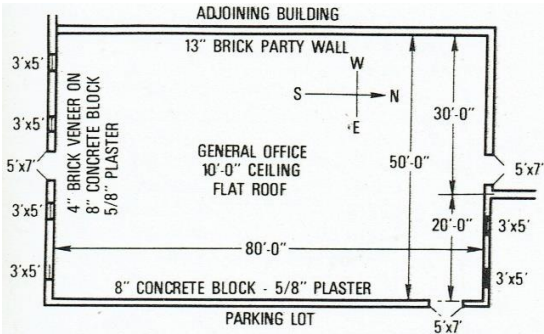 ADJOINING BUILDING
13" BRICK PARTY WALL
3'x5'
3'x5'
5'x7'
3'x5'
3'x5'
4" BRICK VENEER ON
8" CONCRETE BLOCK
5/8" PLASTER
W
S
N
E
GENERAL OFFICE
10'-0" CEILING
FLAT ROOF
50'-0"
30'-0"
20'-0"
80'-0"
5'x7'
3'x5'
3'x5'
8" CONCRETE BLOCK - 5/8" PLASTER
PARKING LOT
5'x7'